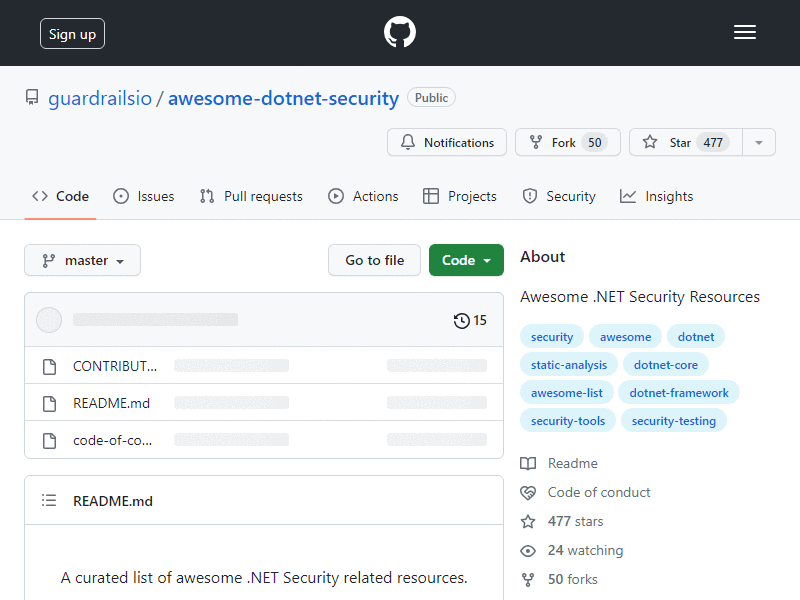 Sign up
guardrailsio / awesome-dotnet-security Public
Notifications Fork 50 Star 477
Code Issues Pull requests Actions Projects Security Insights
master Go to file Code
15
CONTRIBUT...
README.md
code-of-co...
README.md
A curated list of awesome .NET Security related resources.
About
Awesome .NET Security Resources
security awesome dotnet
static-analysis dotnet-core
awesome-list dotnet-framework
security-tools security-testing
Readme
Code of conduct
477 stars
24 watching
50 forks